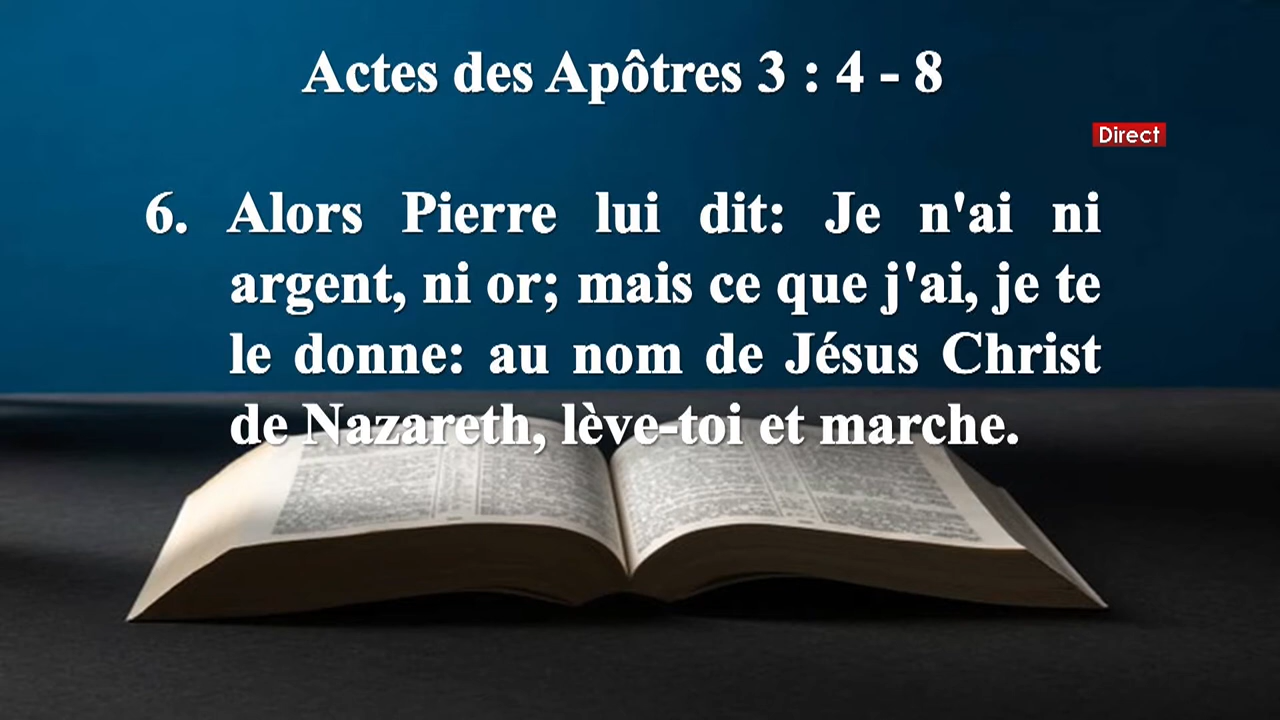 Actes des Apôtres 3 : 4 - 8
Direct
6. Alors Pierre lui dit: Je n'ai ni
argent, ni or; mais ce que j'ai, je te
le donne: au nom de Jésus Christ
de Nazareth, lève-toi et marche.